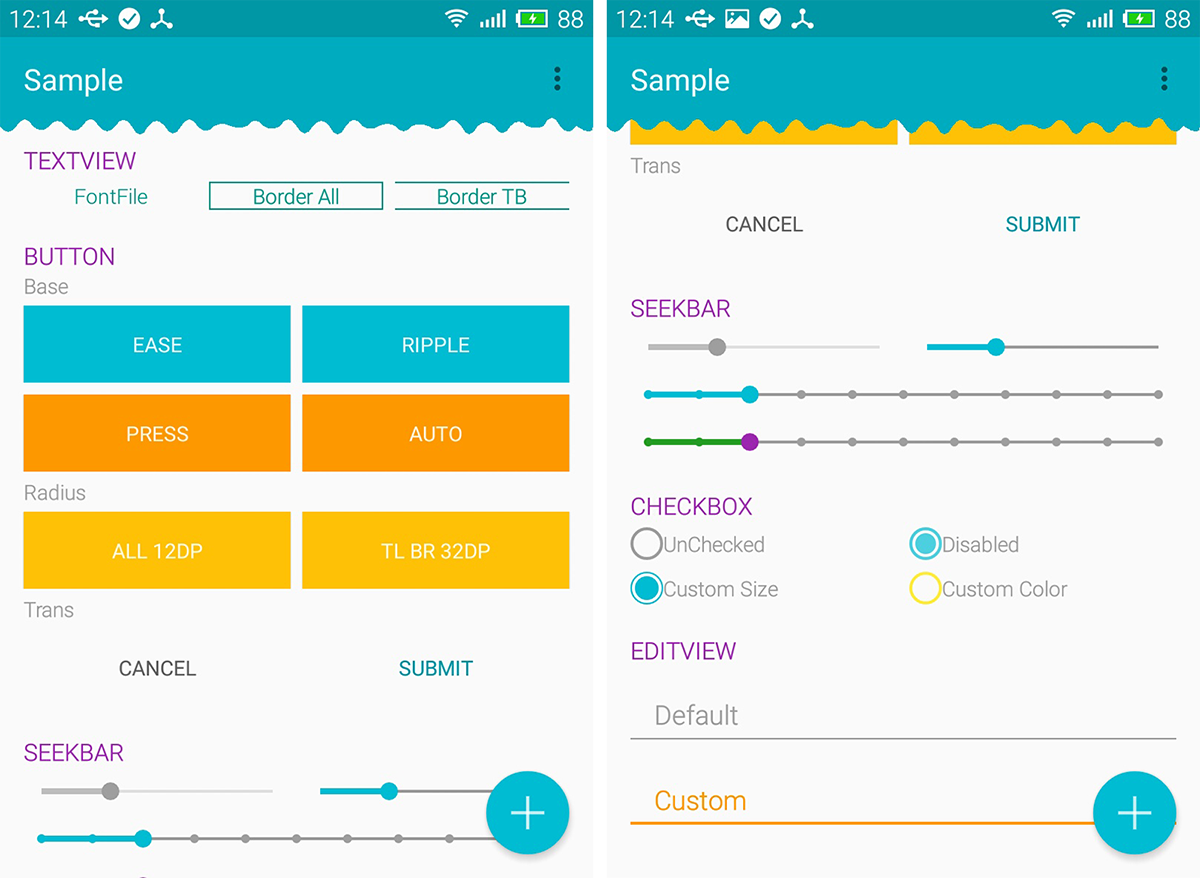 12:14 88
Sample
TEXTVIEW
FontFile Border All Border TB
BUTTON
Base
EASE RIPPLE
PRESS AUTO
Radius
ALL 12DP TL BR 32DP
Trans
CANCEL SUBMIT
SEEKBAR
12:14 88
Sample
Trans
CANCEL SUBMIT
SEEKBAR
CHECKBOX
UnChecked Disabled
Custom Size Custom Color
EDITVIEW
Default
Custom